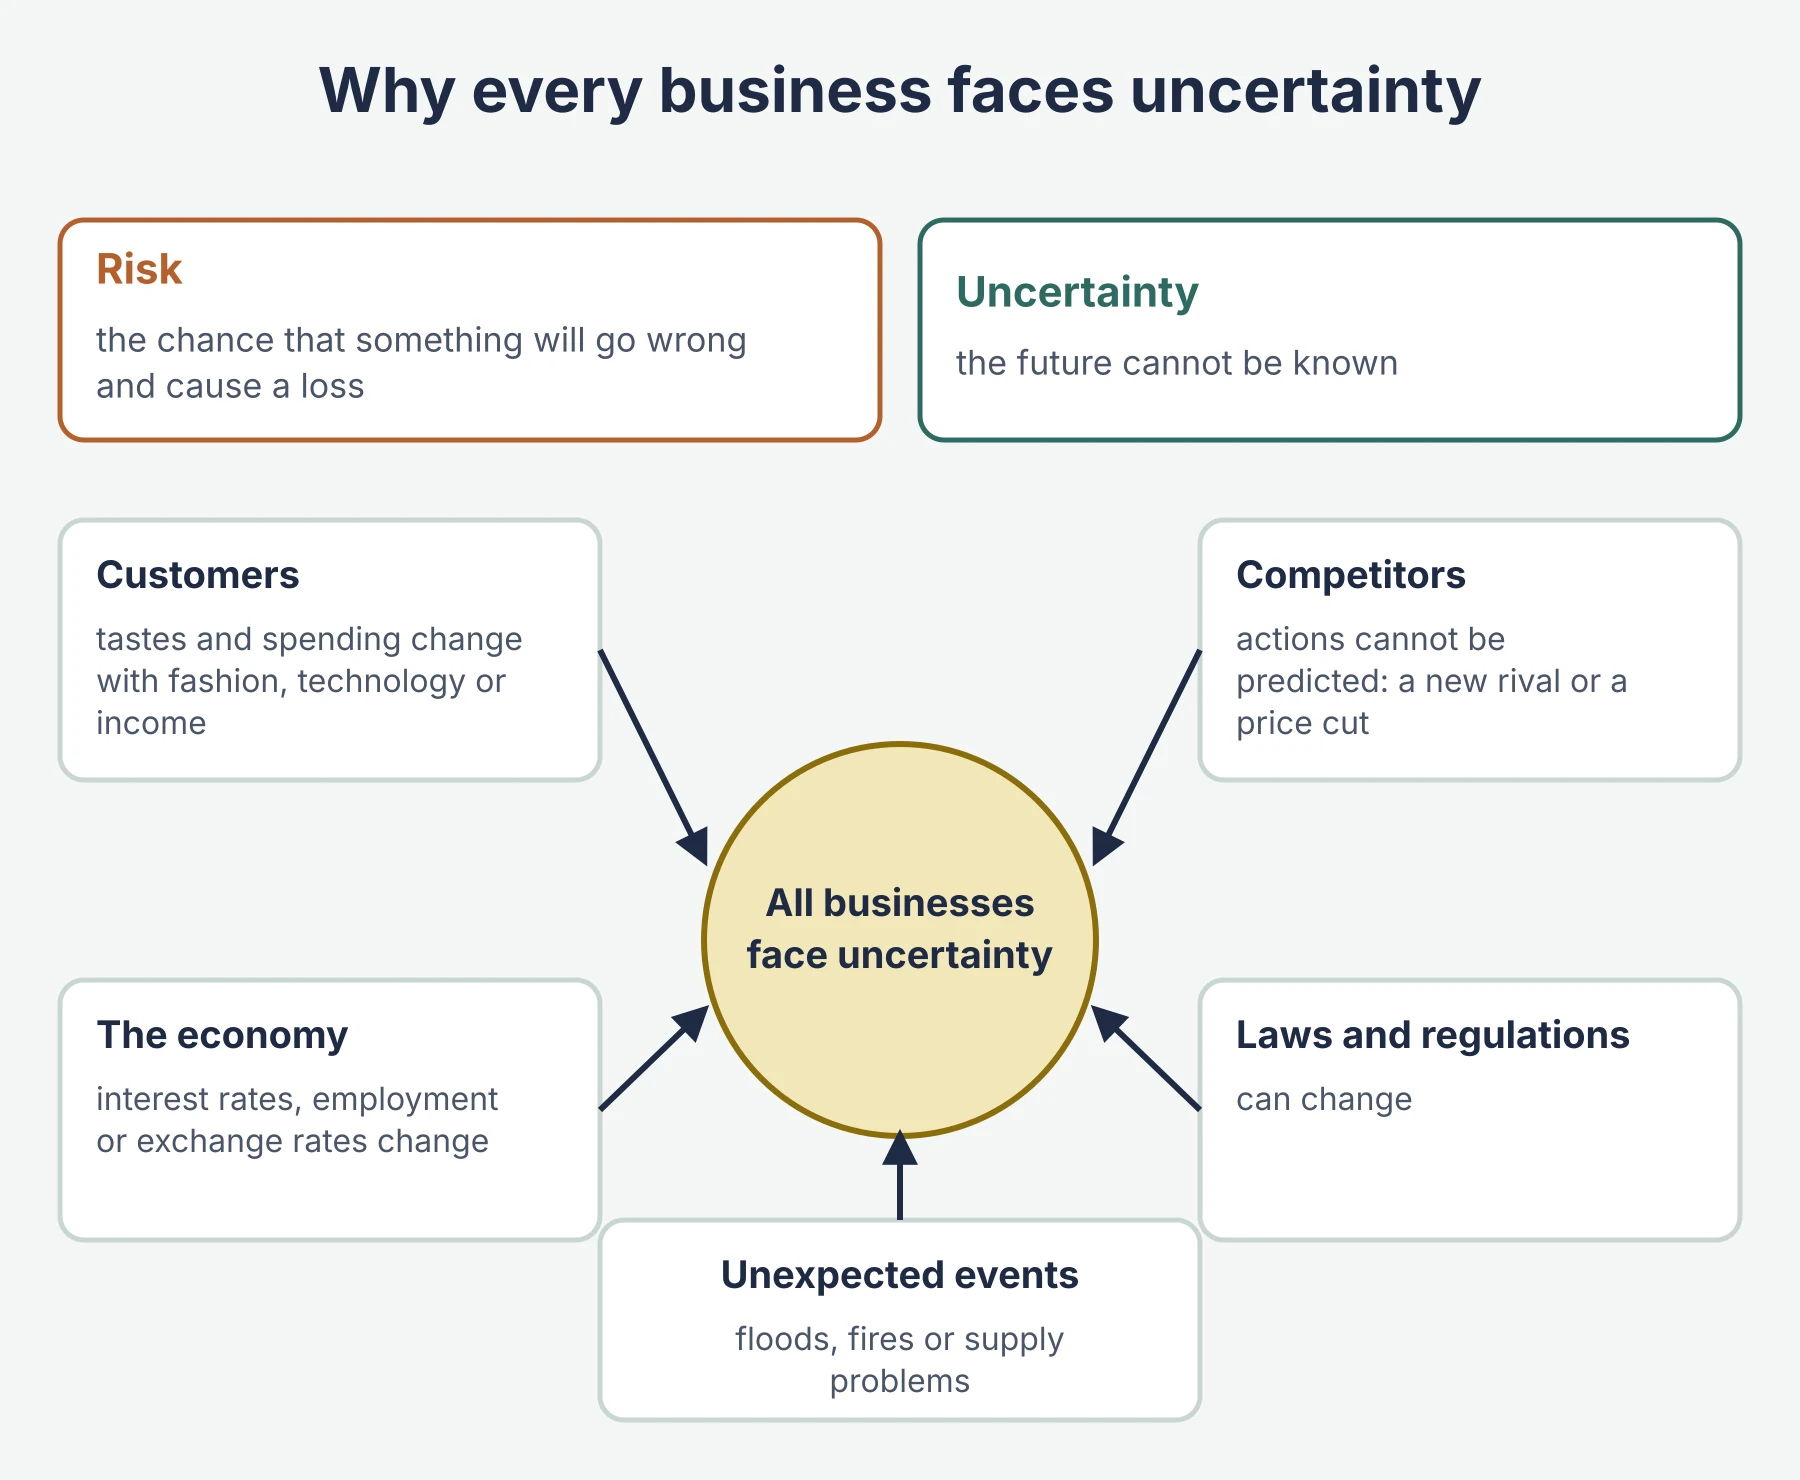 Why every business faces uncertainty
Risk
the chance that something will go wrong
and cause a loss
Uncertainty
the future cannot be known
Customers
tastes and spending change
with fashion, technology or
income
Competitors
actions cannot be
predicted: a new rival or a
price cut
All businesses
face uncertainty
The economy
interest rates, employment
or exchange rates change
Laws and regulations
can change
Unexpected events
floods, fires or supply
problems